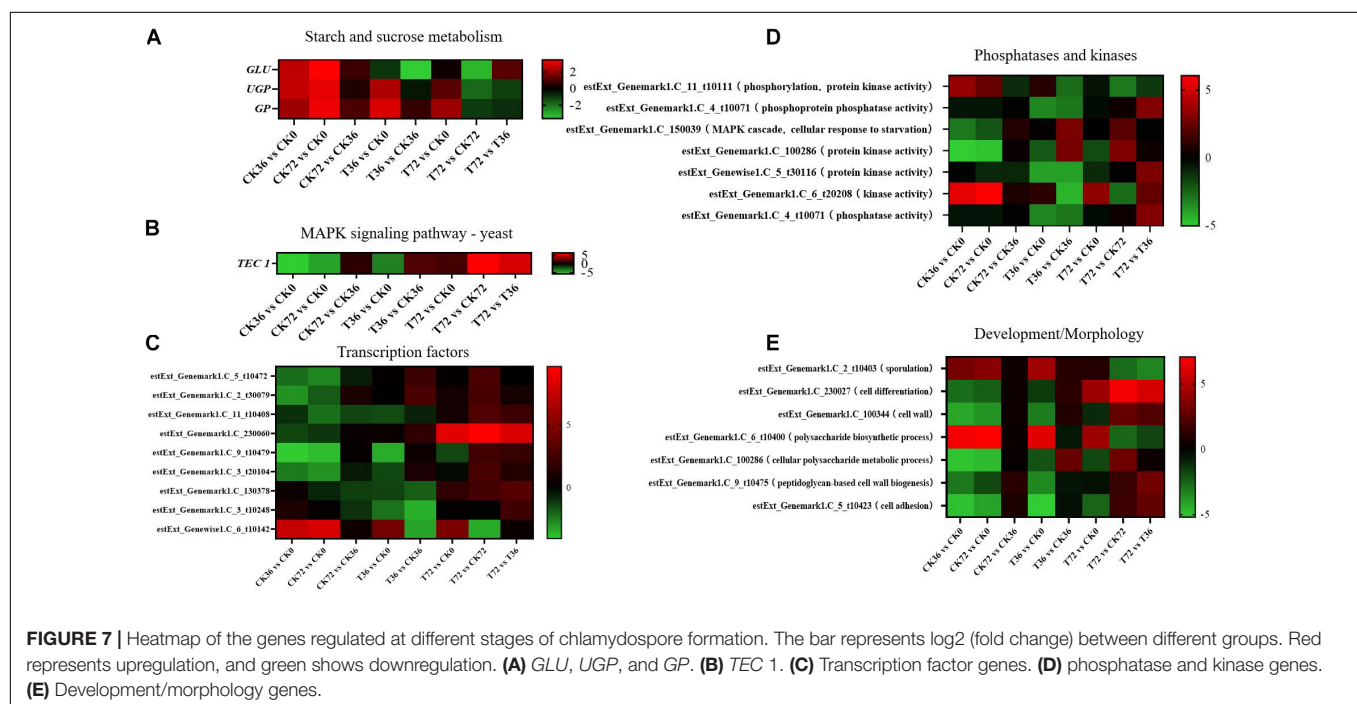 A
Starch and sucrose metabolism
GLU
UGP
GP
2
0
-2
CK36 vs CK0
CK72 vs CK0
CK72 vs CK36
T36 vs CK0
T36 vs CK36
T72 vs CK0
T72 vs CK72
T72 vs T36
B
MAPK signaling pathway - yeast
TEC 1
5
0
-5
CK36 vs CK0
CK72 vs CK0
CK72 vs CK36
T36 vs CK0
T36 vs CK36
T72 vs CK0
T72 vs CK72
T72 vs T36
C
Transcription factors
estExt_Genemark1.C_5_t10472
estExt_Genemark1.C_2_t30079
estExt_Genemark1.C_11_t10408
estExt_Genemark1.C_230060
estExt_Genemark1.C_9_t10479
estExt_Genemark1.C_3_t20104
estExt_Genemark1.C_130378
estExt_Genemark1.C_3_t10248
estExt_Genewise1.C_6_t10142
5
0
CK36 vs CK0
CK72 vs CK0
CK72 vs CK36
T36 vs CK0
T36 vs CK36
T72 vs CK0
T72 vs CK72
T72 vs T36
D
Phosphatases and kinases
estExt_Genemark1.C_11_t10111 ( phosphorylation, protein kinase activity)
estExt_Genemark1.C_4_t10071 ( phosphoprotein phosphatase activity)
estExt_Genemark1.C_150039 ( MAPK cascade, cellular response to starvation)
estExt_Genemark1.C_100286 ( protein kinase activity)
estExt_Genewise1.C_5_t30116 ( protein kinase activity)
estExt_Genemark1.C_6_t20208 ( kinase activity)
estExt_Genemark1.C_4_t10071 ( phosphatase activity)
5
0
-5
CK36 vs CK0
CK72 vs CK0
CK72 vs CK36
T36 vs CK0
T36 vs CK36
T72 vs CK0
T72 vs CK72
T72 vs T36
E
Development/Morphology
estExt_Genemark1.C_2_t10403 ( sporulation)
estExt_Genemark1.C_230027 ( cell differentiation)
estExt_Genemark1.C_100344 ( cell wall)
estExt_Genemark1.C_6_t10400 ( polysaccharide biosynthetic process)
estExt_Genemark1.C_100286 ( cellular polysaccharide metabolic process)
estExt_Genemark1.C_9_t10475 ( peptidoglycan-based cell wall biogenesis)
estExt_Genemark1.C_5_t10423 ( cell adhesion)
5
0
-5
CK36 vs CK0
CK72 vs CK0
CK72 vs CK36
T36 vs CK0
T36 vs CK36
T72 vs CK0
T72 vs CK72
T72 vs T36
FIGURE 7 | Heatmap of the genes regulated at different stages of chlamydospore formation. The bar represents log2 (fold change) between different groups. Red
represents upregulation, and green shows downregulation. (A) GLU, UGP, and GP. (B) TEC 1. (C) Transcription factor genes. (D) phosphatase and kinase genes.
(E) Development/morphology genes.